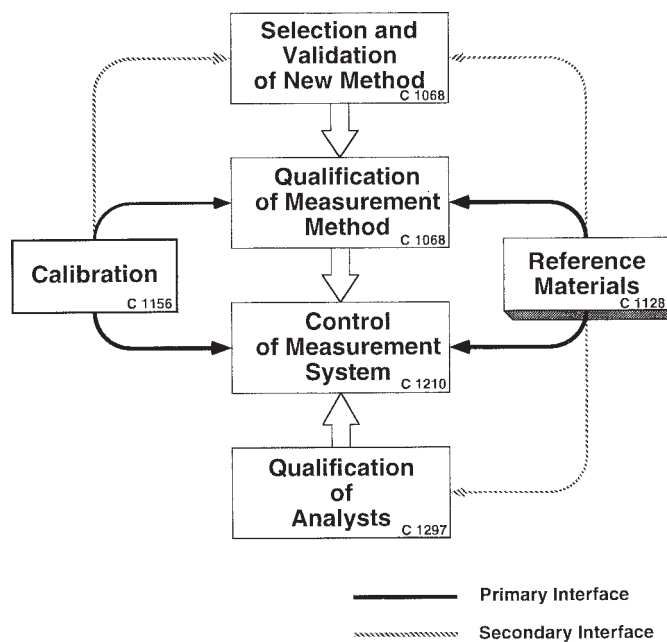 Selection and
Validation
of New Method
C 1068
Qualification
of Measurement
Method
C 1068
Calibration
C 1156
Reference
Materials
C 1128
Control
of Measurement
System
C 1210
Qualification
of
Analysts
C 1297
Primary Interface
Secondary Interface